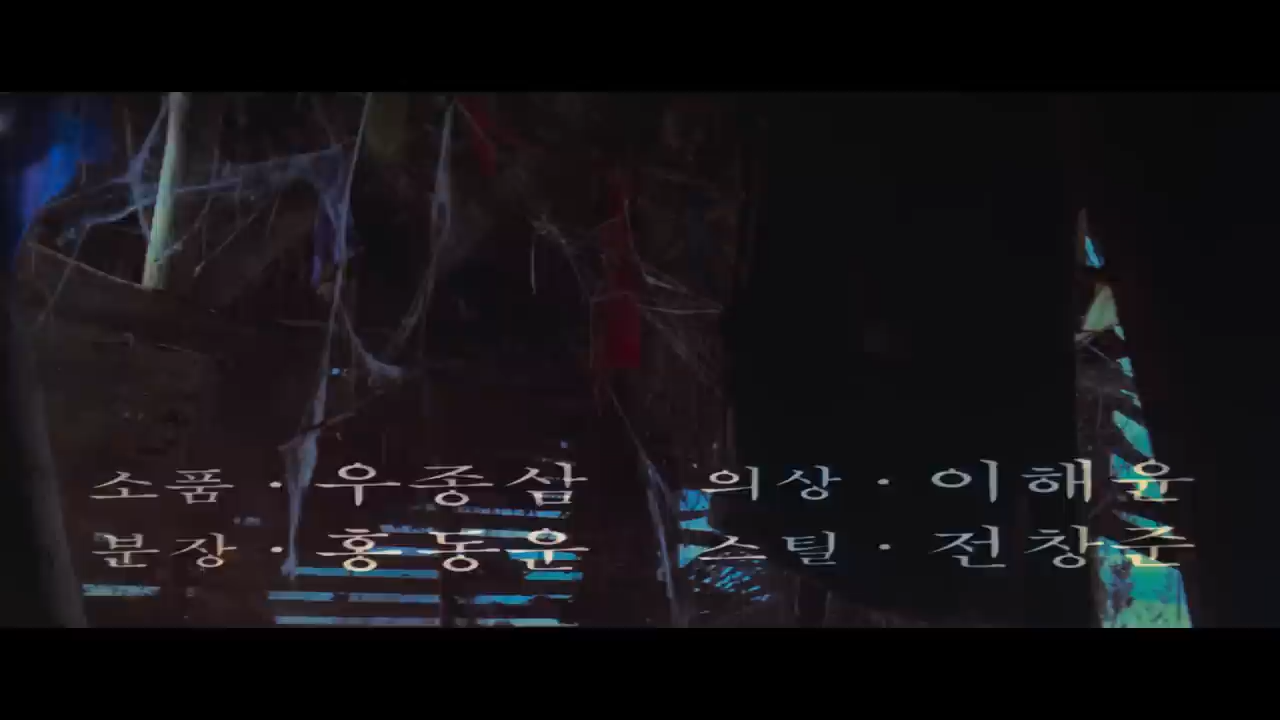 소품 · 우종삼 의상 · 이해윤
분장 · 홍동운 스틸 · 전창준